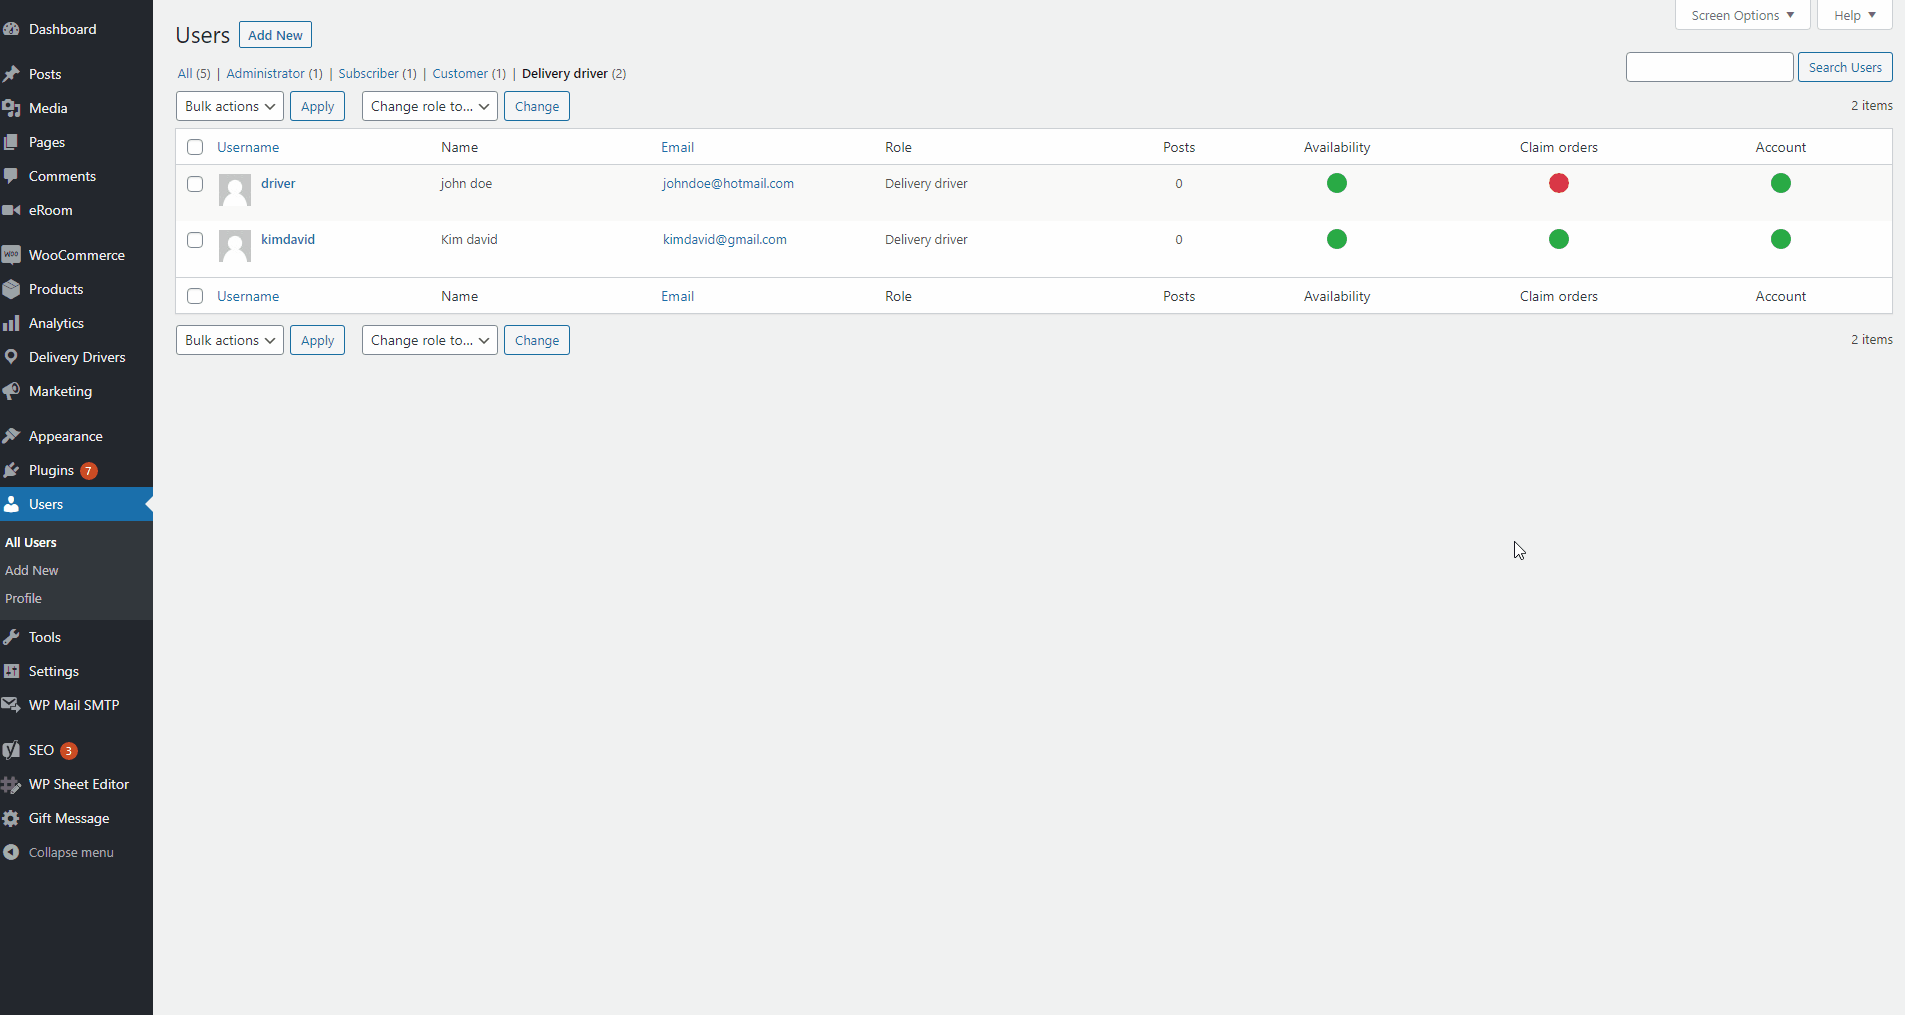 Dashboard
Posts
Media
Pages
Comments
eRoom
WooCommerce
Products
Analytics
Delivery Drivers
Marketing
Appearance
Plugins 7
Users
All Users
Add New
Profile
Tools
Settings
WP Mail SMTP
SEO 3
WP Sheet Editor
Gift Message
Collapse menu
Screen Options Help
Users Add New
All (5) | Administrator (1) | Subscriber (1) | Customer (1) | Delivery driver (2)
Search Users
Bulk actions Apply Change role to... Change 2 items
Username Name Email Role Posts Availability Claim orders Account
driver john doe johndoe@hotmail.com Delivery driver 0
kimdavid Kim david kimdavid@gmail.com Delivery driver 0
Username Name Email Role Posts Availability Claim orders Account
Bulk actions Apply Change role to... Change 2 items